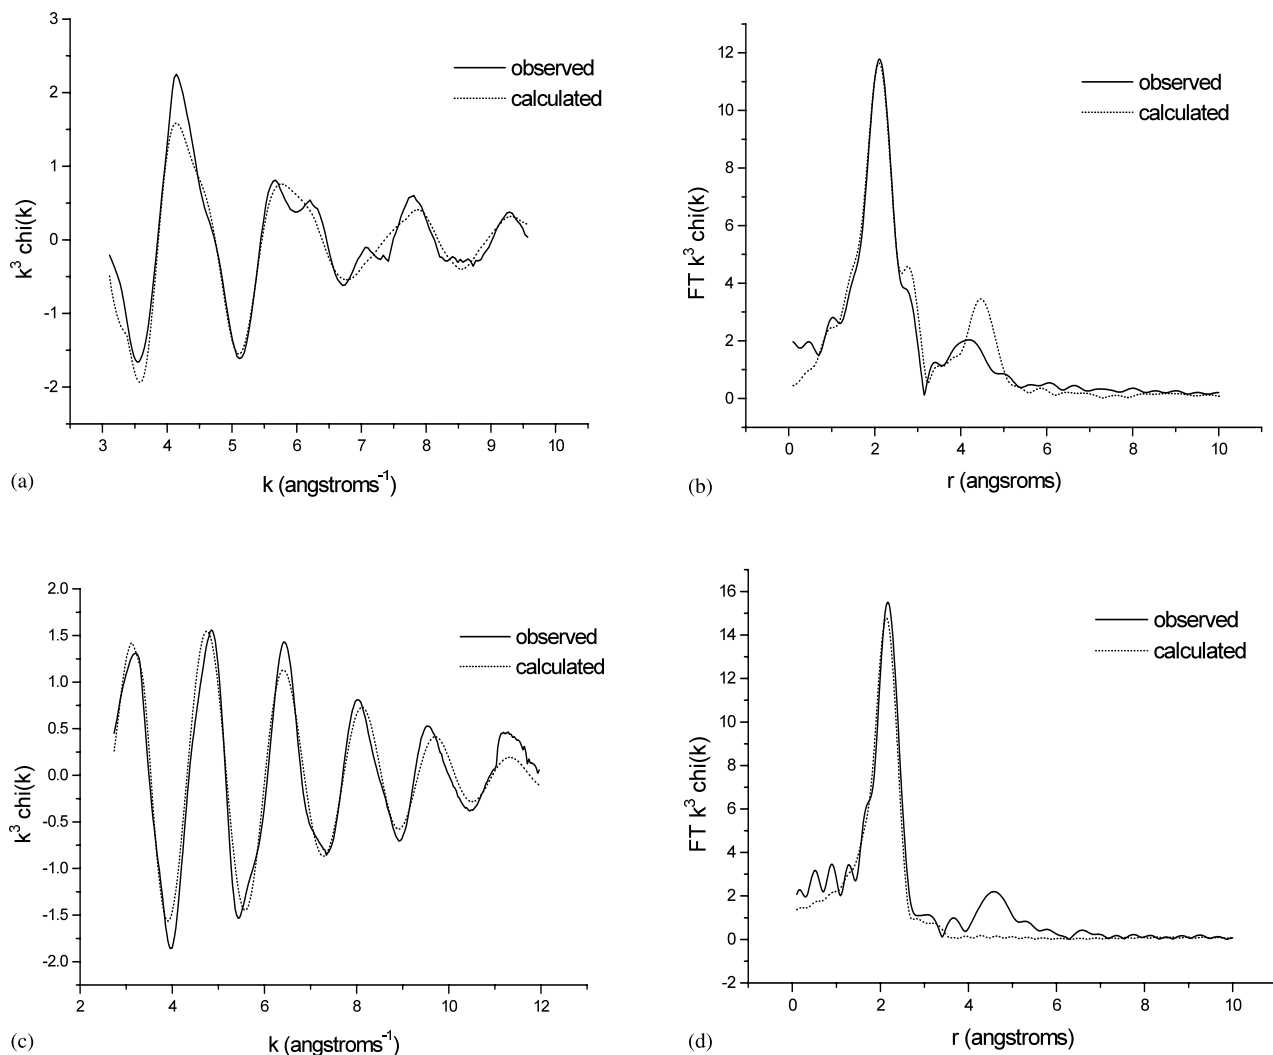 3
2
1
0
-1
-2
3 4 5 6 7 8 9 10
k³ chi(k)
k (angstroms⁻¹)
observed
calculated
(a)
12
10
8
6
4
2
0
0 2 4 6 8 10
FT k³ chi(k)
r (angsroms)
observed
calculated
(b)
2.0
1.5
1.0
0.5
0.0
-0.5
-1.0
-1.5
-2.0
2 4 6 8 10 12
k³ chi(k)
k (angstroms⁻¹)
observed
calculated
(c)
16
14
12
10
8
6
4
2
0
-2
0 2 4 6 8 10
FT k³ chi(k)
r (angstroms)
observed
calculated
(d)